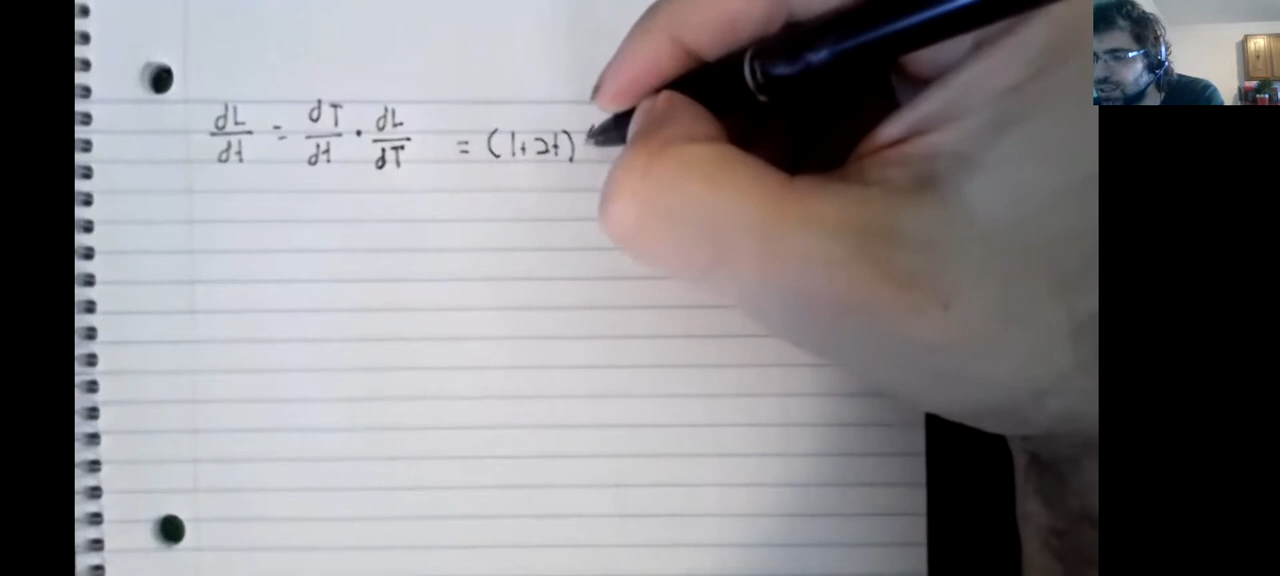 dL/dt = dT/dt · dL/dT = (1+2t)